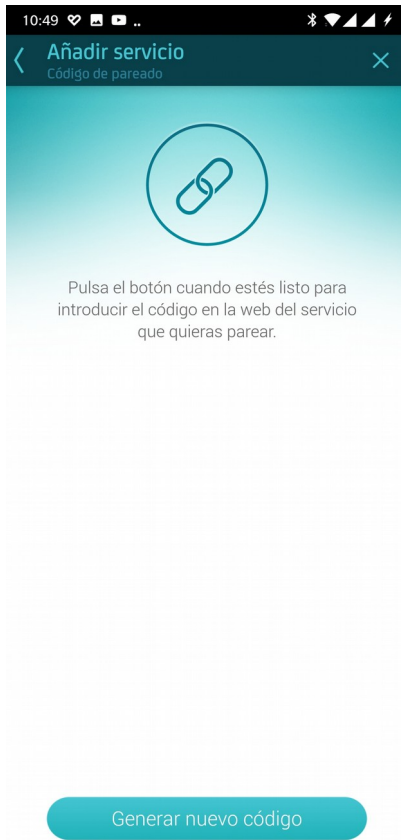 10:49
Añadir servicio
Código de pareado
Pulsa el botón cuando estés listo para
introducir el código en la web del servicio
que quieras parear.
Generar nuevo código